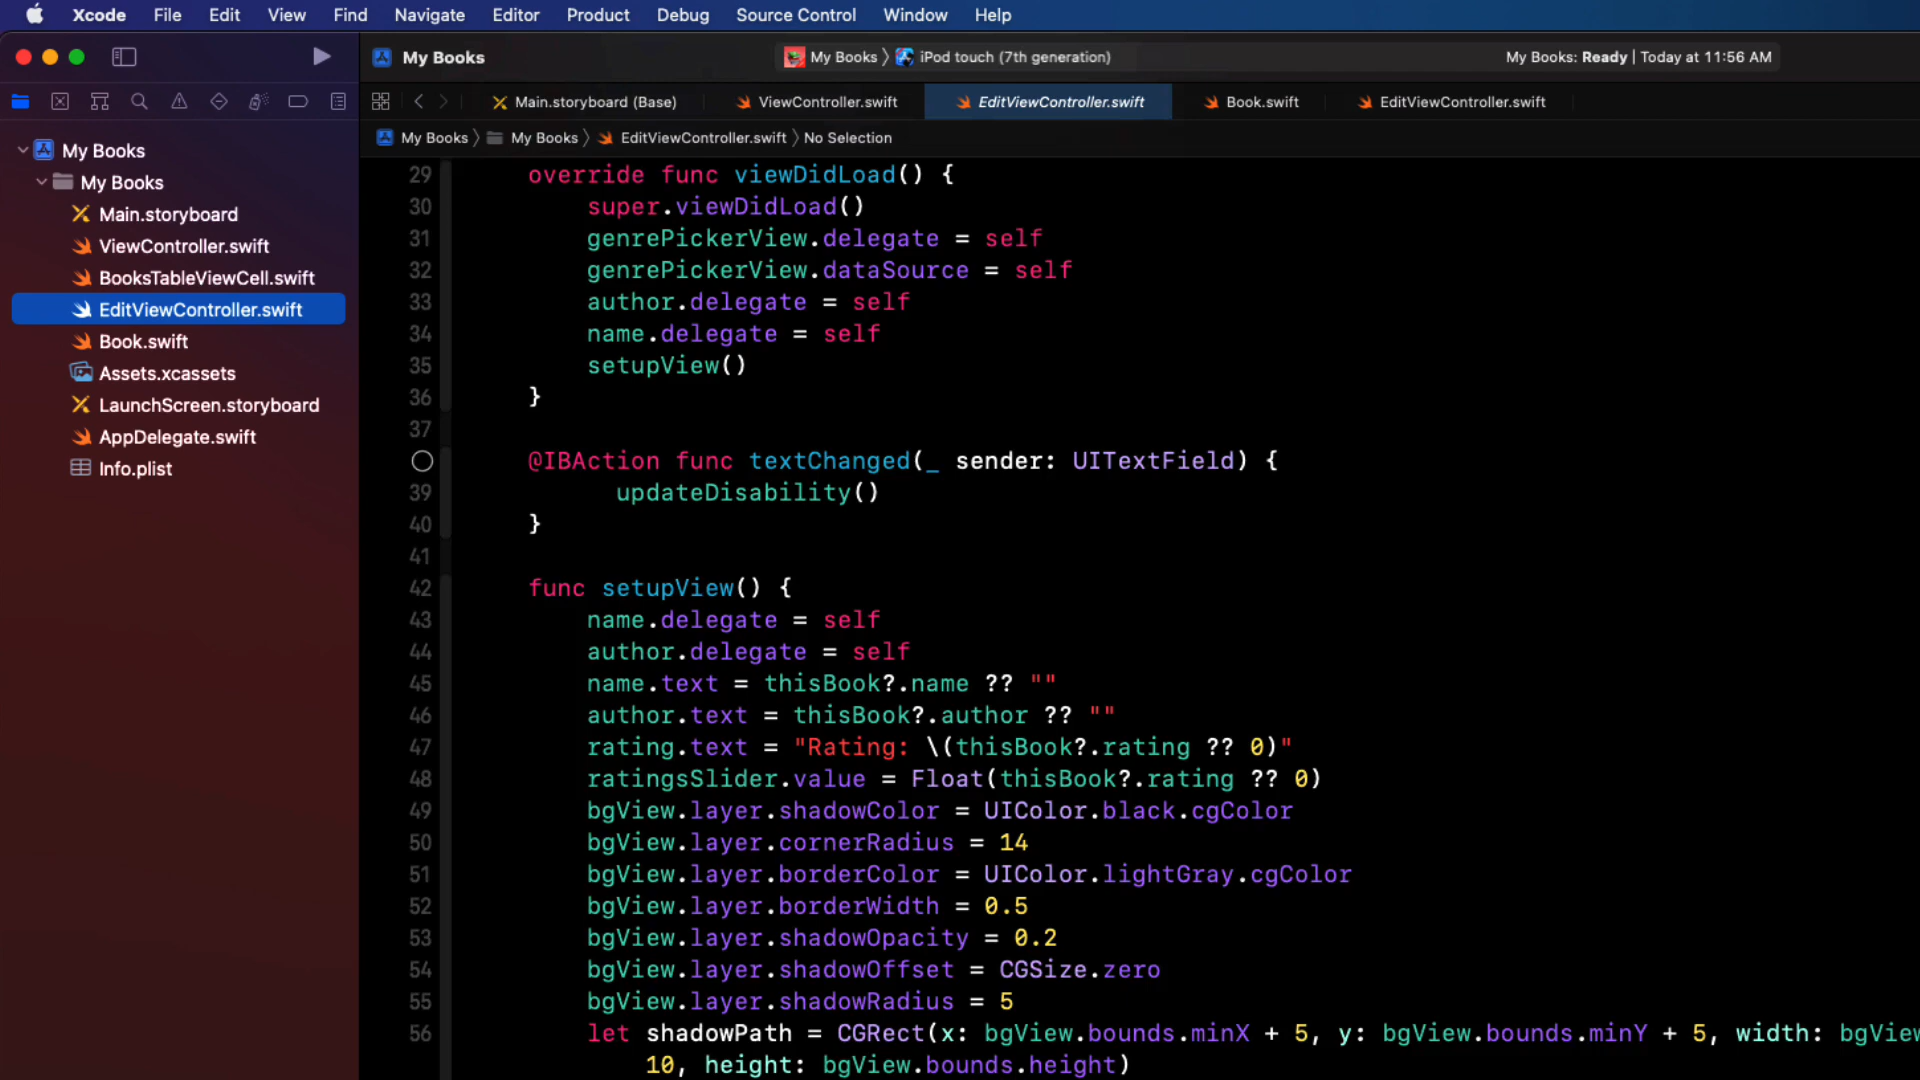 Xcode File Edit View Find Navigate Editor Product Debug Source Control Window Help
My Books My Books 〉 iPod touch (7th generation) My Books: Ready | Today at 11:56 AM
Main.storyboard (Base) ViewController.swift EditViewController.swift Book.swift EditViewController.swift
My Books 〉 My Books 〉 EditViewController.swift 〉 No Selection
My Books
My Books
Main.storyboard
ViewController.swift
BooksTableViewCell.swift
EditViewController.swift
Book.swift
Assets.xcassets
LaunchScreen.storyboard
AppDelegate.swift
Info.plist
29 override func viewDidLoad() {
30 super.viewDidLoad()
31 genrePickerView.delegate = self
32 genrePickerView.dataSource = self
33 author.delegate = self
34 name.delegate = self
35 setupView()
36 }
37
@IBAction func textChanged(_ sender: UITextField) {
39 updateDisability()
40 }
41
42 func setupView() {
43 name.delegate = self
44 author.delegate = self
45 name.text = thisBook?.name ?? ""
46 author.text = thisBook?.author ?? ""
47 rating.text = "Rating: \(thisBook?.rating ?? 0)"
48 ratingsSlider.value = Float(thisBook?.rating ?? 0)
49 bgView.layer.shadowColor = UIColor.black.cgColor
50 bgView.layer.cornerRadius = 14
51 bgView.layer.borderColor = UIColor.lightGray.cgColor
52 bgView.layer.borderWidth = 0.5
53 bgView.layer.shadowOpacity = 0.2
54 bgView.layer.shadowOffset = CGSize.zero
55 bgView.layer.shadowRadius = 5
56 let shadowPath = CGRect(x: bgView.bounds.minX + 5, y: bgView.bounds.minY + 5, width: bgView
10, height: bgView.bounds.height)